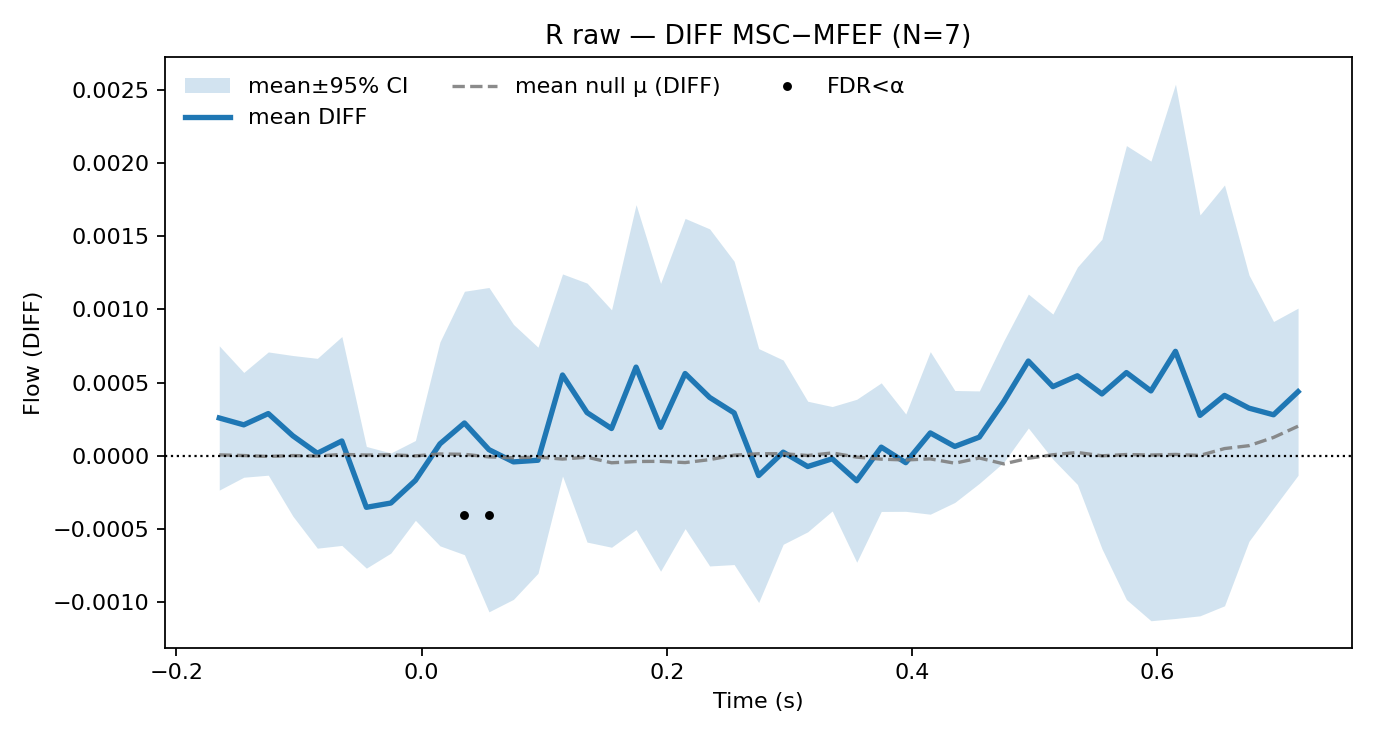 R raw — DIFF MSC−MFEF (N=7)
mean±95% CI
mean DIFF
mean null μ (DIFF)
FDR<α
Flow (DIFF)
0.0025
0.0020
0.0015
0.0010
0.0005
0.0000
−0.0005
−0.0010
−0.2
0.0
0.2
0.4
0.6
Time (s)